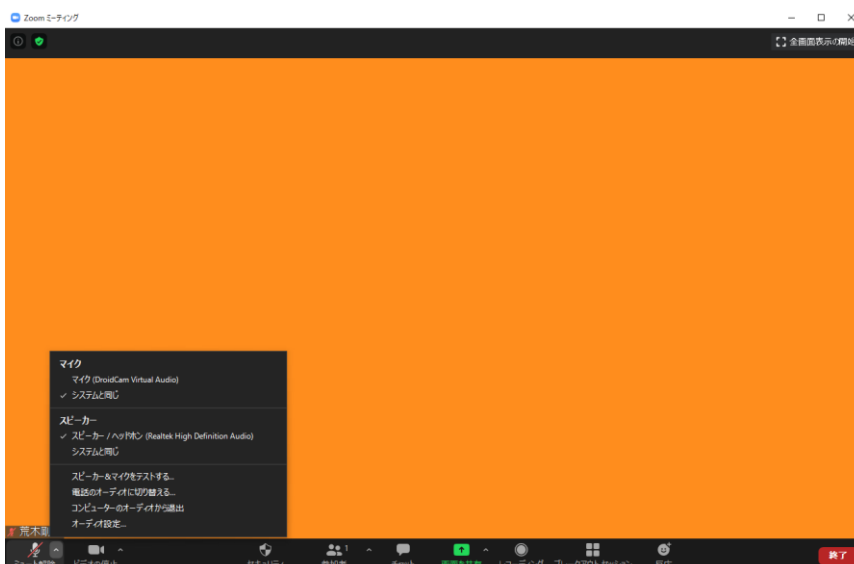 Zoom ミーティング
全画面表示の開始
マイク
マイク (DroidCam Virtual Audio)
システムと同じ
スピーカー
スピーカー / ヘッドホン (Realtek High Definition Audio)
システムと同じ
スピーカー&マイクをテストする...
電話のオーディオに切り替える...
コンピューターのオーディオから退出
オーディオ設定...
荒木剛
1
終了